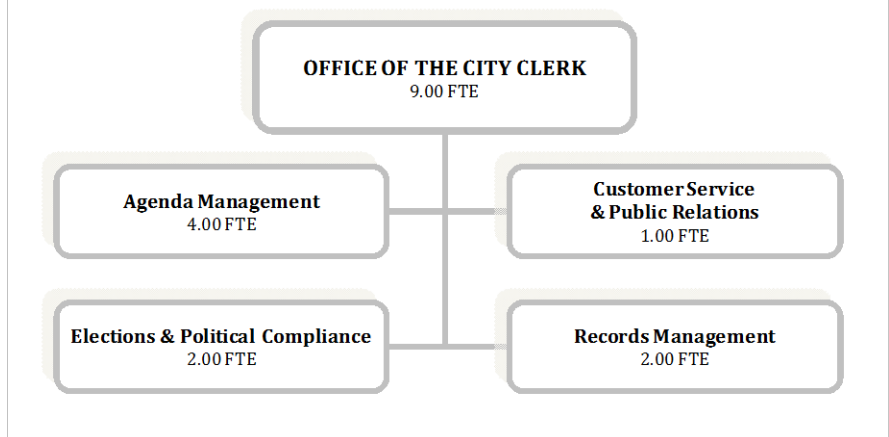 OFFICE OF THE CITY CLERK
9.00 FTE
Agenda Management
4.00 FTE
Customer Service
& Public Relations
1.00 FTE
Elections & Political Compliance
2.00 FTE
Records Management
2.00 FTE